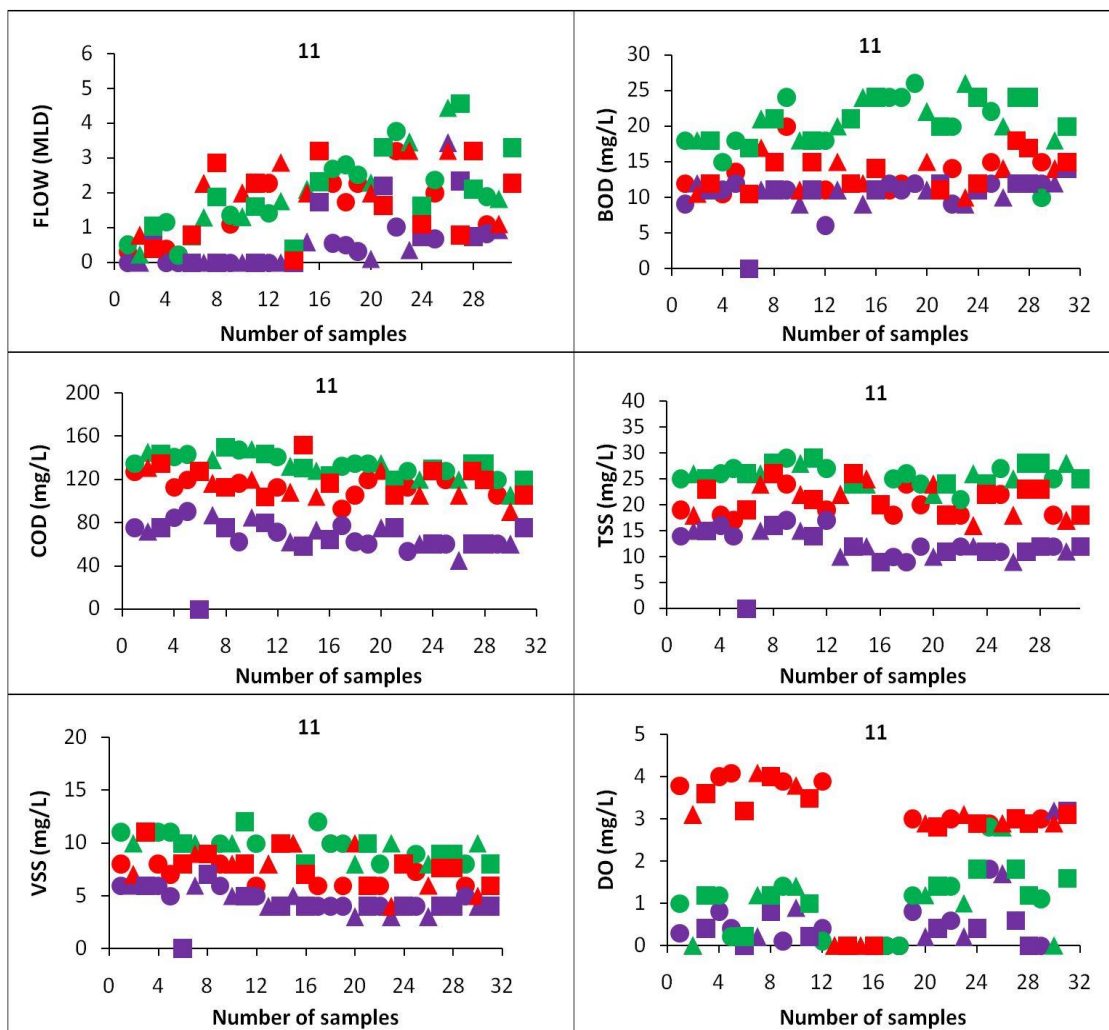 11
6
5
4
3
2
1
0
FLOW (MLD)
0 4 8 12 16 20 24 28
Number of samples
11
30
25
20
15
10
5
0
BOD (mg/L)
0 4 8 12 16 20 24 28 32
Number of samples
11
200
160
120
80
40
0
COD (mg/L)
0 4 8 12 16 20 24 28 32
Number of samples
11
40
35
30
25
20
15
10
5
0
TSS (mg/L)
0 4 8 12 16 20 24 28
Number of samples
11
20
15
10
5
0
VSS (mg/L)
0 4 8 12 16 20 24 28 32
Number of samples
11
5
4
3
2
1
0
DO (mg/L)
0 4 8 12 16 20 24 28 32
Number of samples